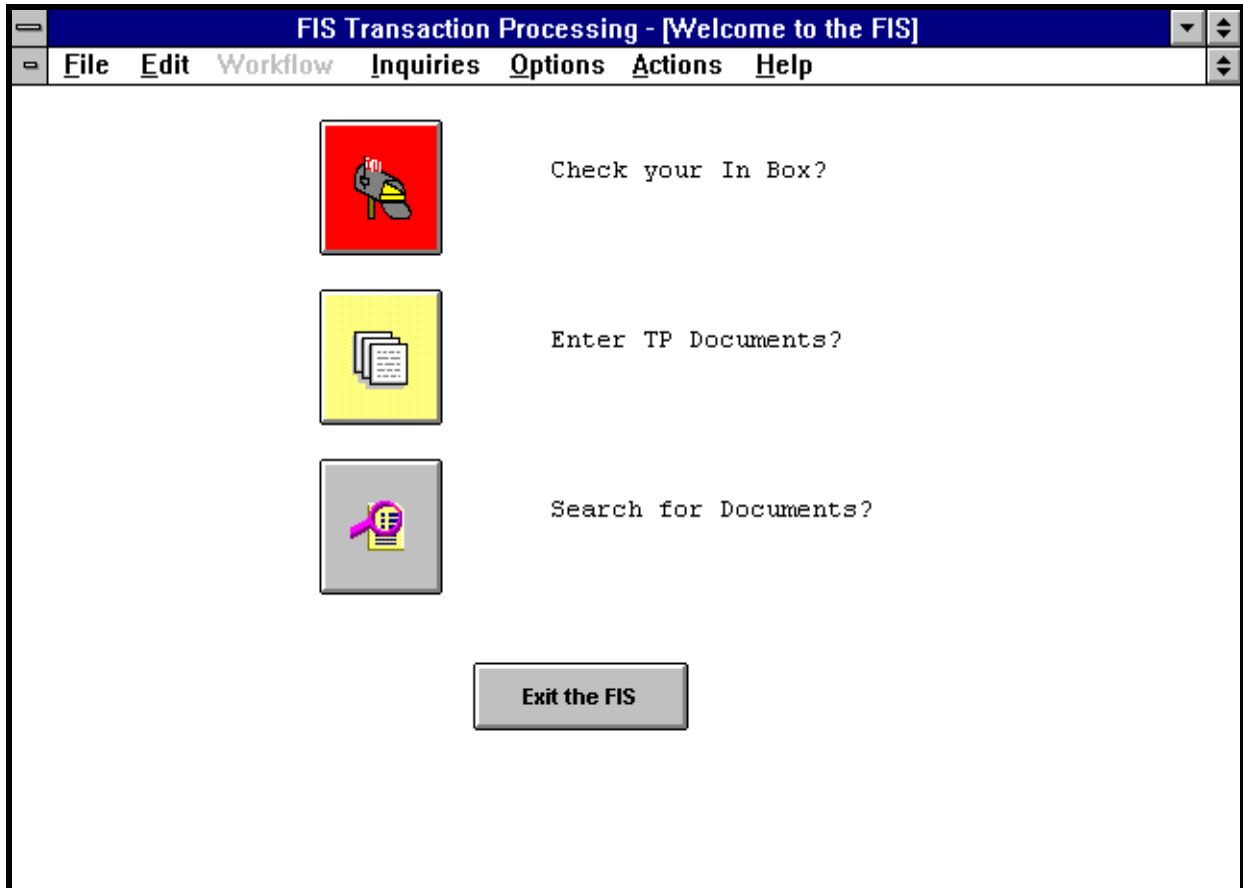 FIS Transaction Processing - [Welcome to the FIS]
File Edit Workflow Inquiries Options Actions Help
Check your In Box?
Enter TP Documents?
Search for Documents?
Exit the FIS